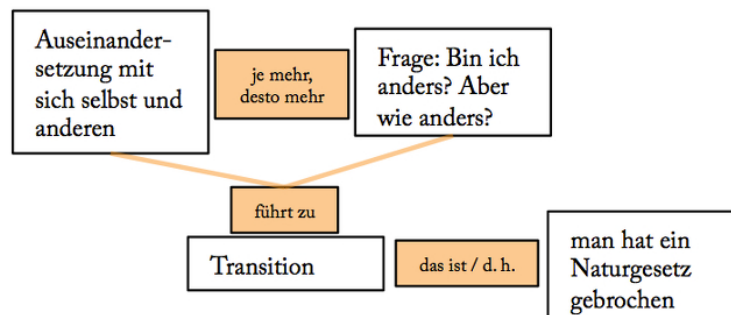 Auseinander-
setzung mit
sich selbst und
anderen
je mehr,
desto mehr
Frage: Bin ich
anders? Aber
wie anders?
führt zu
Transition
das ist / d. h.
man hat ein
Naturgesetz
gebrochen